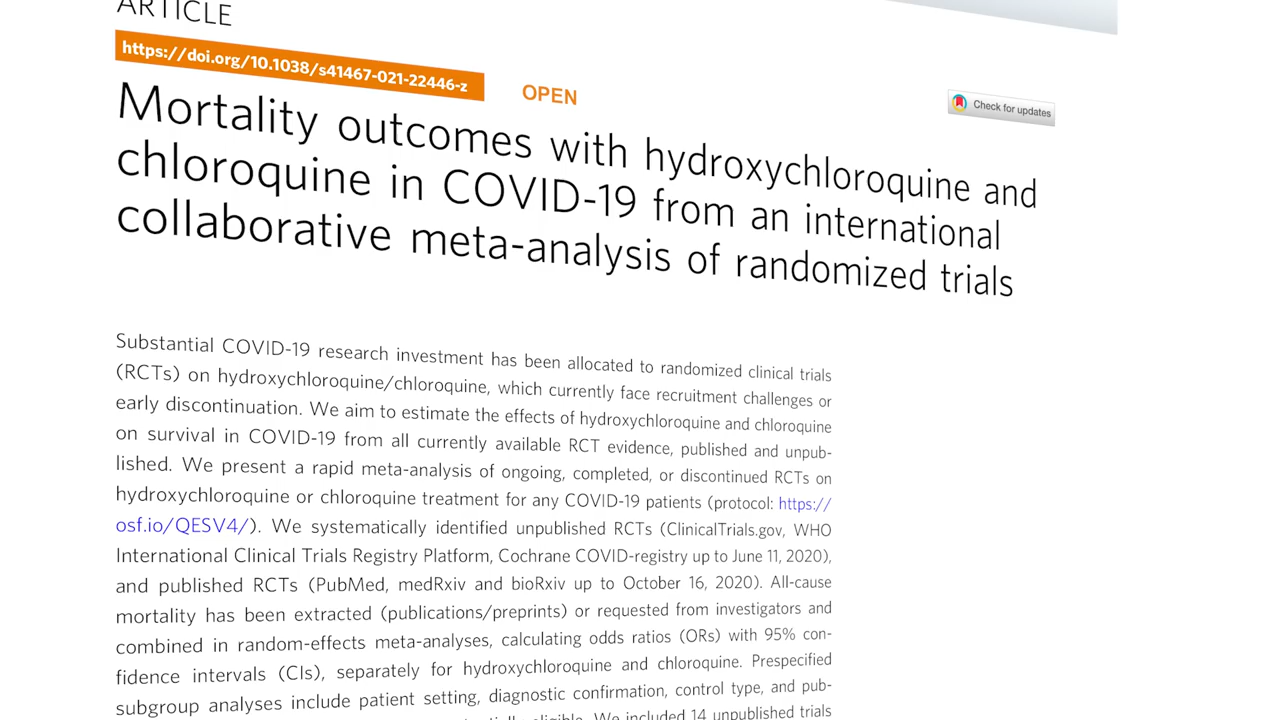 ARTICLE
https://doi.org/10.1038/s41467-021-22446-z
OPEN
Check for updates
Mortality outcomes with hydroxychloroquine and
chloroquine in COVID-19 from an international
collaborative meta-analysis of randomized trials
Substantial COVID-19 research investment has been allocated to randomized clinical trials
(RCTs) on hydroxychloroquine/chloroquine, which currently face recruitment challenges or
early discontinuation. We aim to estimate the effects of hydroxychloroquine and chloroquine
on survival in COVID-19 from all currently available RCT evidence, published and unpub-
lished. We present a rapid meta-analysis of ongoing, completed, or discontinued RCTs on
hydroxychloroquine or chloroquine treatment for any COVID-19 patients (protocol: https://
osf.io/QESV4/). We systematically identified unpublished RCTs (ClinicalTrials.gov, WHO
International Clinical Trials Registry Platform, Cochrane COVID-registry up to June 11, 2020),
and published RCTs (PubMed, medRxiv and bioRxiv up to October 16, 2020). All-cause
mortality has been extracted (publications/preprints) or requested from investigators and
combined in random-effects meta-analyses, calculating odds ratios (ORs) with 95% con-
fidence intervals (CIs), separately for hydroxychloroquine and chloroquine. Prespecified
subgroup analyses include patient setting, diagnostic confirmation, control type, and pub-
eligible. We included 14 unpublished trials